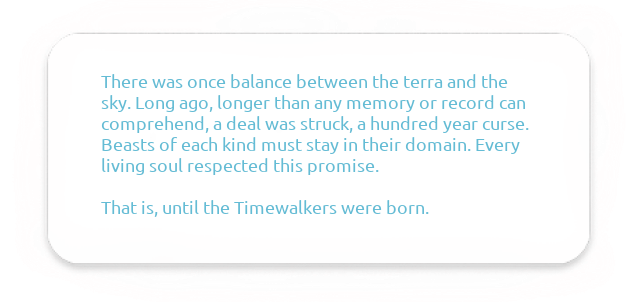 There was once balance between the terra and the
sky. Long ago, longer than any memory or record can
comprehend, a deal was struck, a hundred year curse.
Beasts of each kind must stay in their domain. Every
living soul respected this promise.
That is, until the Timewalkers were born.